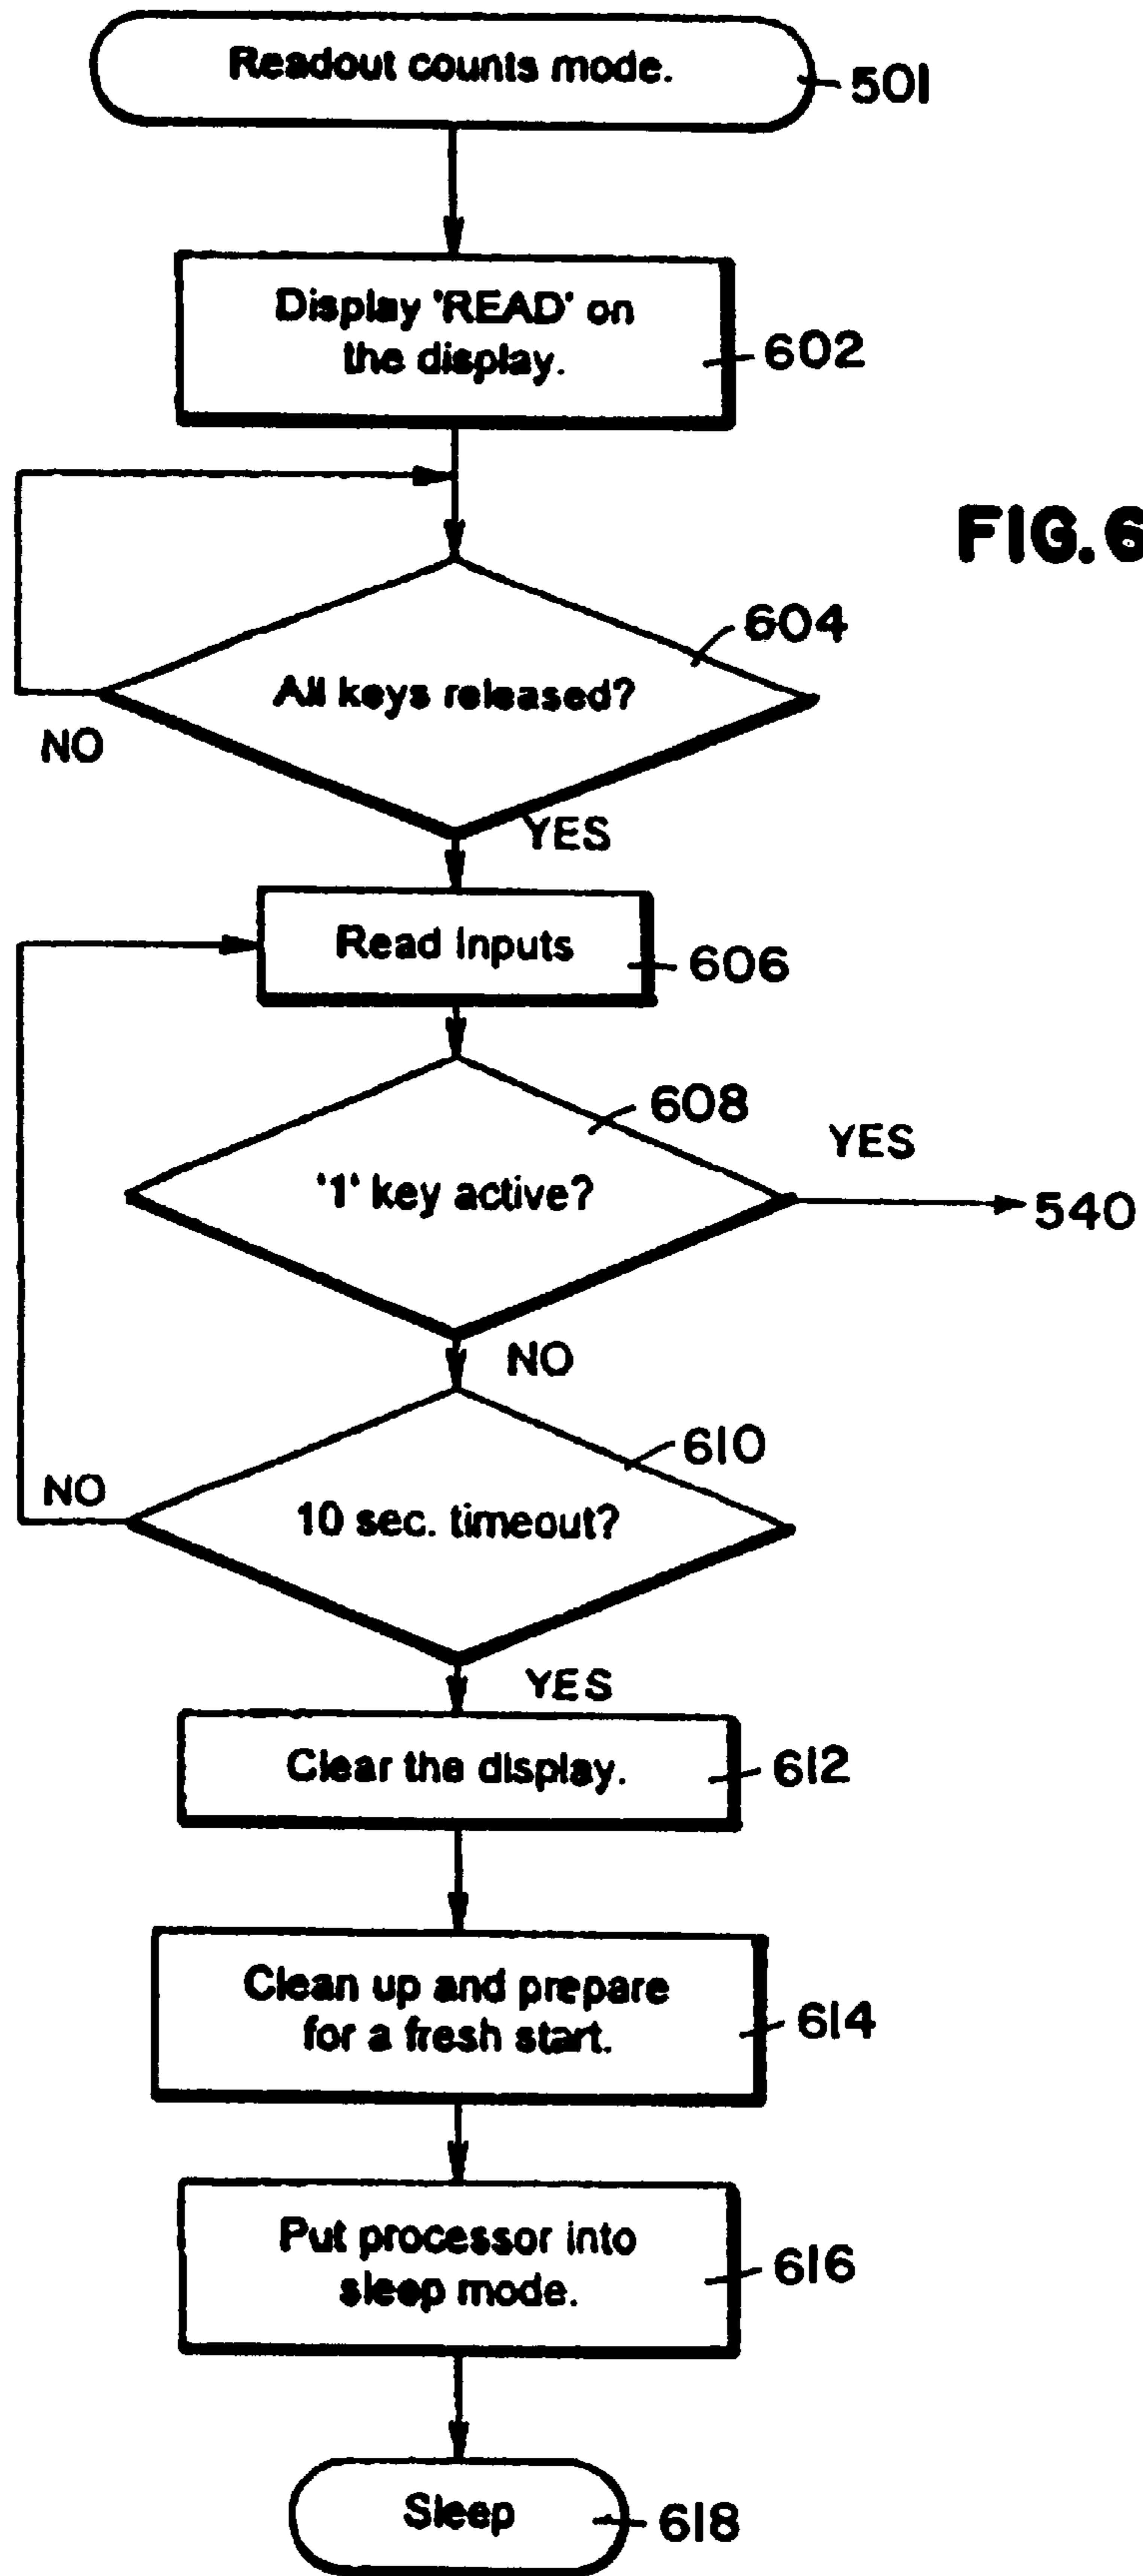 Readout counts mode.
501
Display 'READ' on
the display.
602
FIG.6
604
All keys released?
NO
YES
Read Inputs
606
608
YES
'1' key active?
540
NO
610
NO
10 sec. timeout?
YES
Clear the display.
612
Clean up and prepare
for a fresh start.
614
Put processor into
sleep mode.
616
Sleep
618